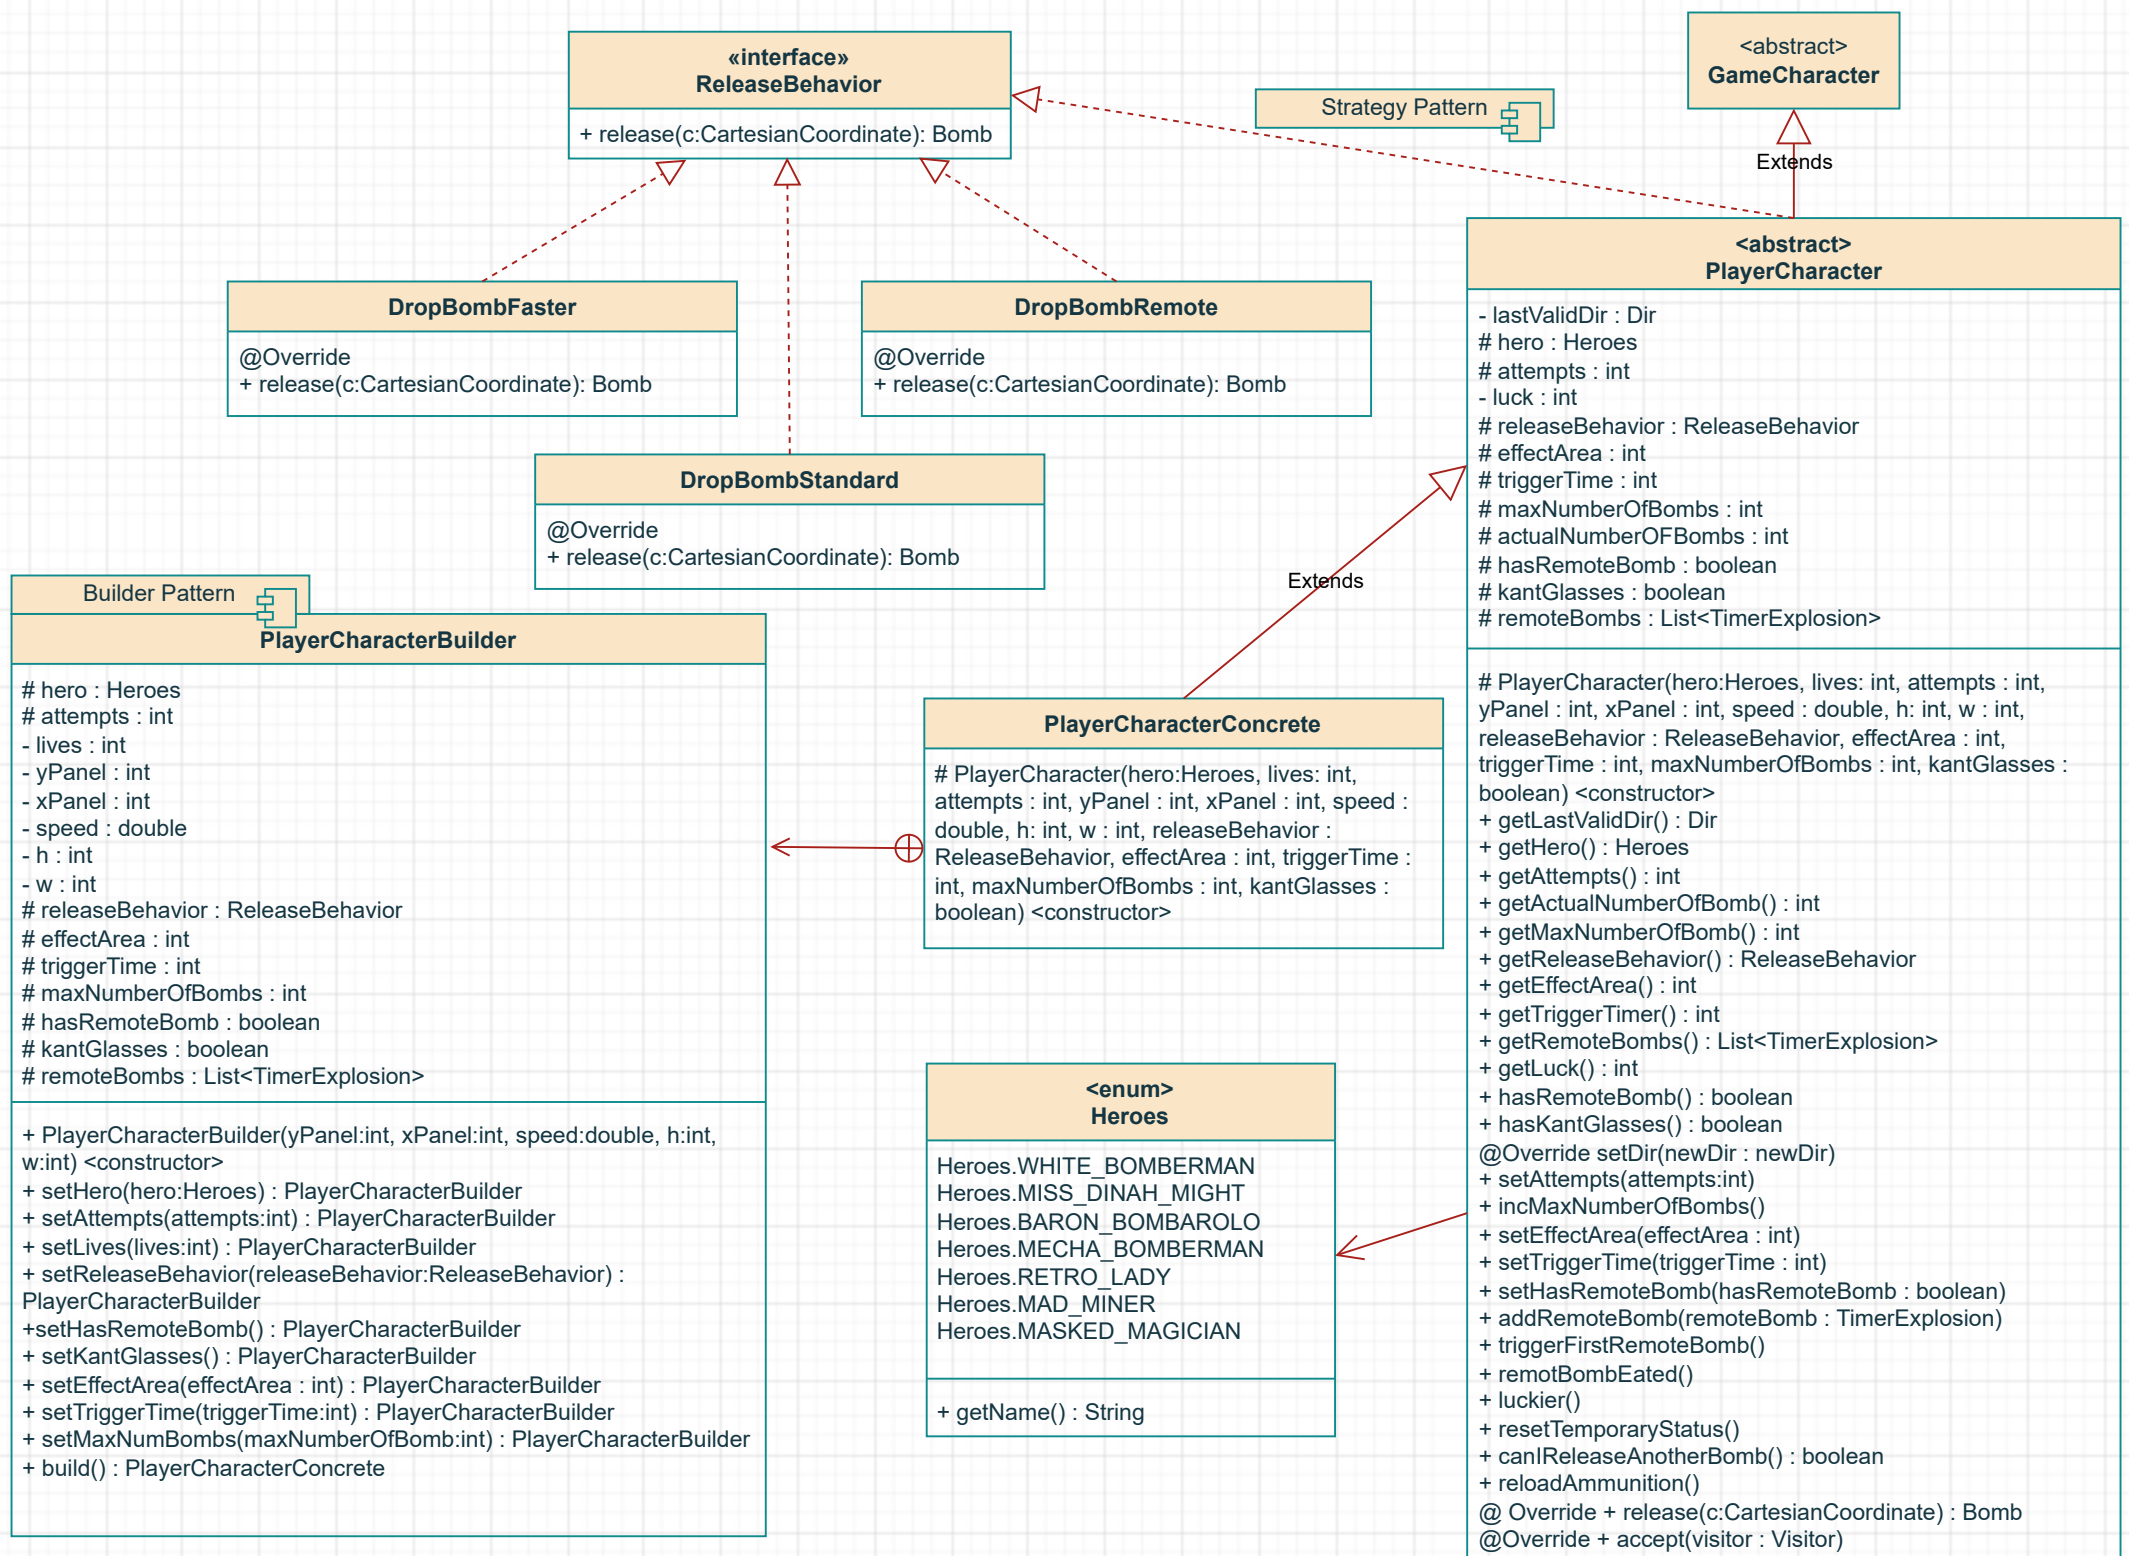 «interface»
ReleaseBehavior
+ release(c:CartesianCoordinate): Bomb
Strategy Pattern
<abstract>
GameCharacter
Extends
DropBombFaster
@Override
+ release(c:CartesianCoordinate): Bomb
DropBombRemote
@Override
+ release(c:CartesianCoordinate): Bomb
DropBombStandard
@Override
+ release(c:CartesianCoordinate): Bomb
<abstract>
PlayerCharacter
- lastValidDir : Dir
# hero : Heroes
# attempts : int
- luck : int
# releaseBehavior : ReleaseBehavior
# effectArea : int
# triggerTime : int
# maxNumberOfBombs : int
# actualNumberOFBombs : int
# hasRemoteBomb : boolean
# kantGlasses : boolean
# remoteBombs : List<TimerExplosion>
# PlayerCharacter(hero:Heroes, lives: int, attempts : int,
yPanel : int, xPanel : int, speed : double, h: int, w : int,
releaseBehavior : ReleaseBehavior, effectArea : int,
triggerTime : int, maxNumberOfBombs : int, kantGlasses :
boolean) <constructor>
+ getLastValidDir() : Dir
+ getHero() : Heroes
+ getAttempts() : int
+ getActualNumberOfBomb() : int
+ getMaxNumberOfBomb() : int
+ getReleaseBehavior() : ReleaseBehavior
+ getEffectArea() : int
+ getTriggerTimer() : int
+ getRemoteBombs() : List<TimerExplosion>
+ getLuck() : int
+ hasRemoteBomb() : boolean
+ hasKantGlasses() : boolean
@Override setDir(newDir : newDir)
+ setAttempts(attempts:int)
+ incMaxNumberOfBombs()
+ setEffectArea(effectArea : int)
+ setTriggerTime(triggerTime : int)
+ setHasRemoteBomb(hasRemoteBomb : boolean)
+ addRemoteBomb(remoteBomb : TimerExplosion)
+ triggerFirstRemoteBomb()
+ remotBombEated()
+ luckier()
+ resetTemporaryStatus()
+ canIReleaseAnotherBomb() : boolean
+ reloadAmmunition()
@ Override + release(c:CartesianCoordinate) : Bomb
@Override + accept(visitor : Visitor)
Extends
Builder Pattern
PlayerCharacterBuilder
# hero : Heroes
# attempts : int
- lives : int
- yPanel : int
- xPanel : int
- speed : double
- h : int
- w : int
# releaseBehavior : ReleaseBehavior
# effectArea : int
# triggerTime : int
# maxNumberOfBombs : int
# hasRemoteBomb : boolean
# kantGlasses : boolean
# remoteBombs : List<TimerExplosion>
+ PlayerCharacterBuilder(yPanel:int, xPanel:int, speed:double, h:int,
w:int) <constructor>
+ setHero(hero:Heroes) : PlayerCharacterBuilder
+ setAttempts(attempts:int) : PlayerCharacterBuilder
+ setLives(lives:int) : PlayerCharacterBuilder
+ setReleaseBehavior(releaseBehavior:ReleaseBehavior) :
PlayerCharacterBuilder
+setHasRemoteBomb() : PlayerCharacterBuilder
+ setKantGlasses() : PlayerCharacterBuilder
+ setEffectArea(effectArea : int) : PlayerCharacterBuilder
+ setTriggerTime(triggerTime:int) : PlayerCharacterBuilder
+ setMaxNumBombs(maxNumberOfBomb:int) : PlayerCharacterBuilder
+ build() : PlayerCharacterConcrete
PlayerCharacterConcrete
# PlayerCharacter(hero:Heroes, lives: int,
attempts : int, yPanel : int, xPanel : int, speed :
double, h: int, w : int, releaseBehavior :
ReleaseBehavior, effectArea : int, triggerTime :
int, maxNumberOfBombs : int, kantGlasses :
boolean) <constructor>
<enum>
Heroes
Heroes.WHITE_BOMBERMAN
Heroes.MISS_DINAH_MIGHT
Heroes.BARON_BOMBAROLO
Heroes.MECHA_BOMBERMAN
Heroes.RETRO_LADY
Heroes.MAD_MINER
Heroes.MASKED_MAGICIAN
+ getName() : String